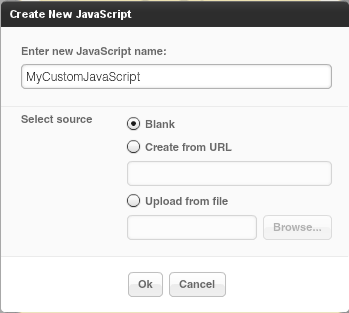 Create New JavaScript
Enter new JavaScript name:
MyCustomJavaScript
Select source
Blank
Create from URL
Upload from file
Browse...
Ok Cancel